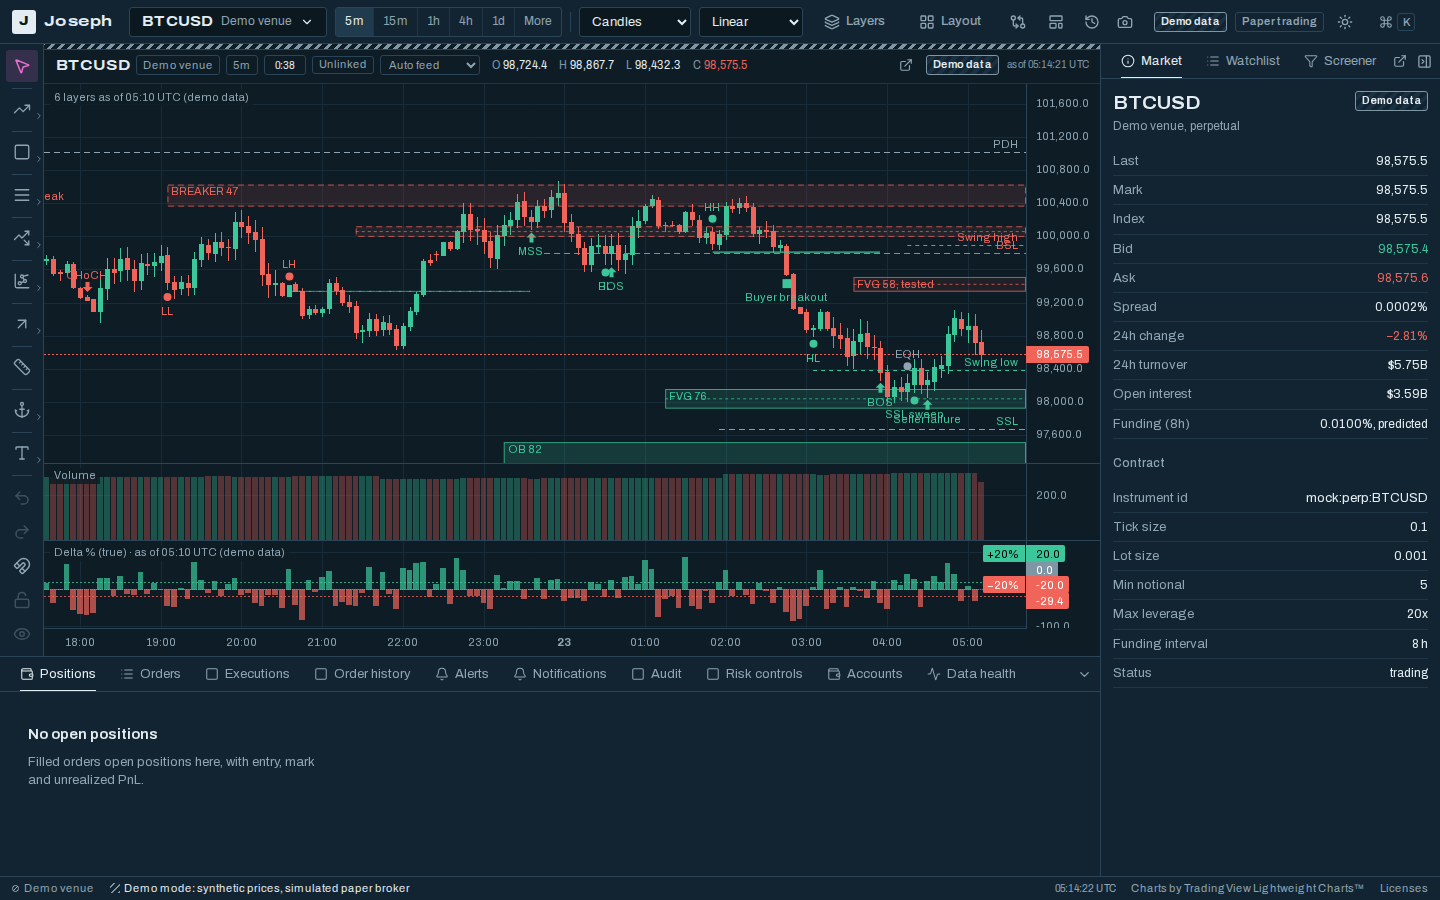 J Joseph BTCUSD Demo venue 5m 15m 1h 4h 1d More Candles Linear Layers Layout Demo data Paper trading ⌘ K
BTCUSD Demo venue 5m 0:38 Unlinked Auto feed O 98,724.4 H 98,867.7 L 98,432.3 C 98,575.5 Demo data as of 05:14:21 UTC
6 layers as of 05:10 UTC (demo data)
101,600.0
101,200.0
PDH
100,800.0
BREAKER 47
eak
100,400.0
HH
100,000.0
Swing high
BSL
MSS
CHoCH
LH
99,600.0
BOS
FVG 58, tested
Buyer breakout
99,200.0
LL
98,800.0
98,575.5
HL
EQH
Swing low
98,400.0
FVG 76
BOS
98,000.0
SSL sweep
Seller failure
SSL
97,600.0
OB 82
Volume
200.0
Delta % (true) · as of 05:10 UTC (demo data)
+20% 20.0
0.0
−20% -20.0
-29.4
-100.0
18:00 19:00 20:00 21:00 22:00 23:00 23 01:00 02:00 03:00 04:00 05:00
Positions Orders Executions Order history Alerts Notifications Audit Risk controls Accounts Data health
No open positions
Filled orders open positions here, with entry, mark
and unrealized PnL.
Market Watchlist Screener
BTCUSD Demo data
Demo venue, perpetual
Last 98,575.5
Mark 98,575.5
Index 98,575.5
Bid 98,575.4
Ask 98,575.6
Spread 0.0002%
24h change −2.81%
24h turnover $5.75B
Open interest $3.59B
Funding (8h) 0.0100%, predicted
Contract
Instrument id mock:perp:BTCUSD
Tick size 0.1
Lot size 0.001
Min notional 5
Max leverage 20x
Funding interval 8 h
Status trading
Demo venue Demo mode: synthetic prices, simulated paper broker 05:14:22 UTC Charts by TradingView Lightweight Charts™ Licenses